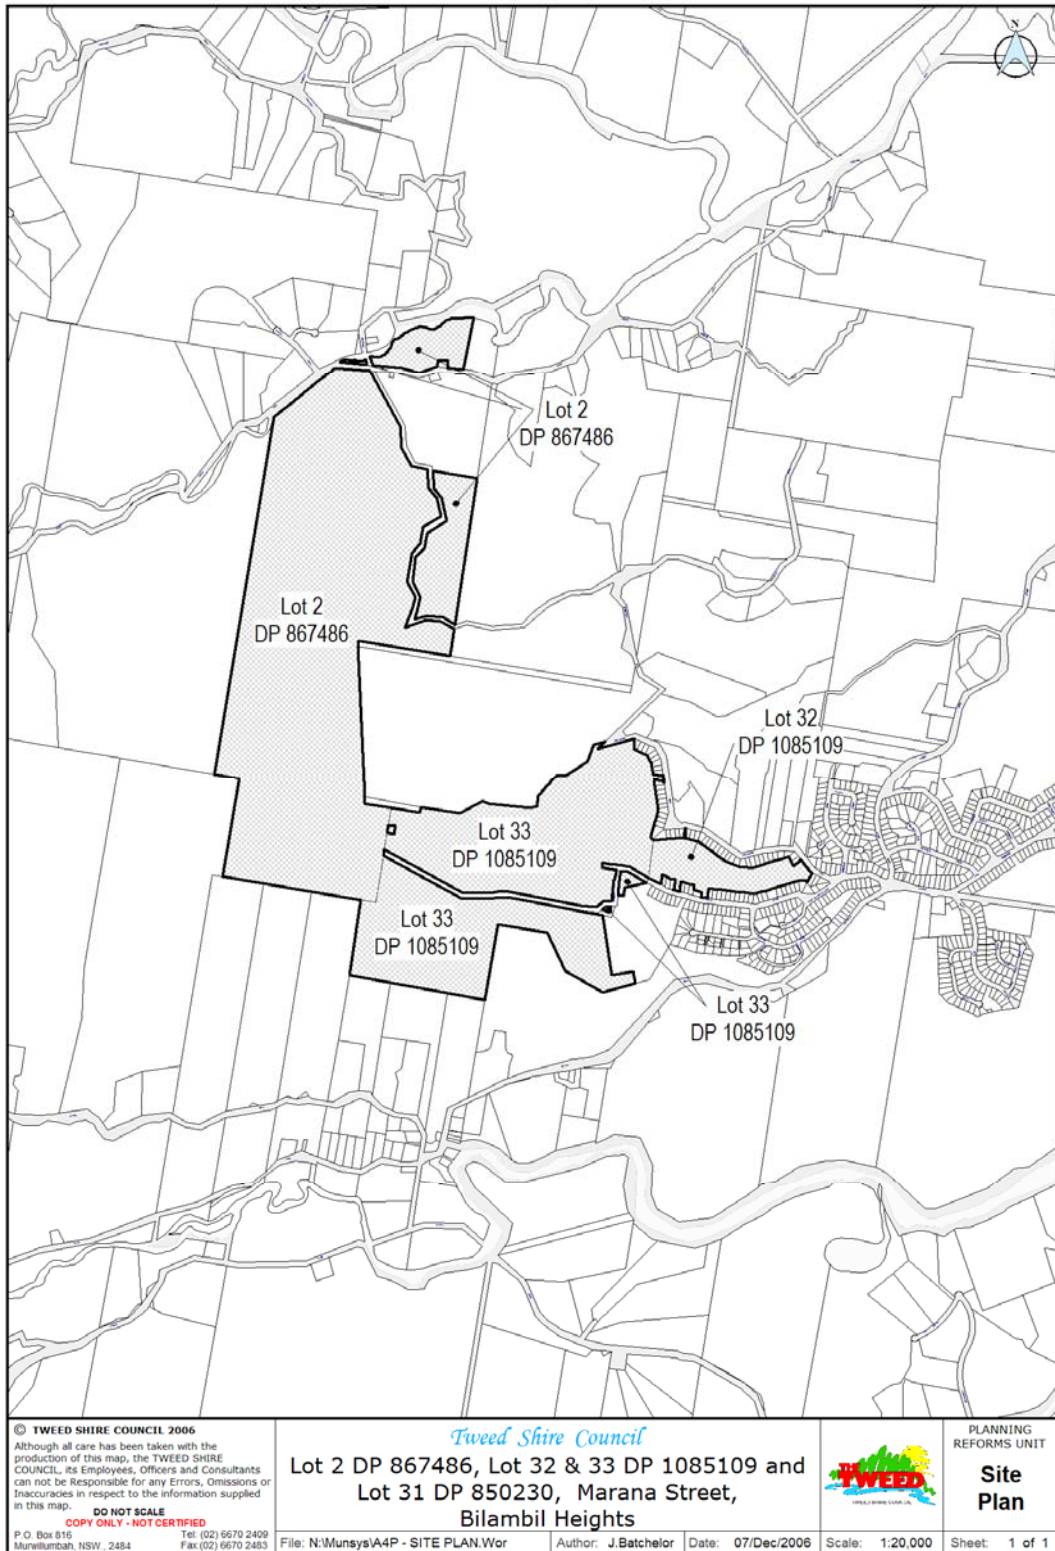 N
Lot 2
DP 867486
Lot 2
DP 867486
Lot 32
DP 1085109
Lot 33
DP 1085109
Lot 33
DP 1085109
Lot 33
DP 1085109
© TWEED SHIRE COUNCIL 2006
Although all care has been taken with the
production of this map, the TWEED SHIRE
COUNCIL, its Employees, Officers and Consultants
can not be Responsible for any Errors, Omissions or
Inaccuracies in respect to the information supplied
in this map.
DO NOT SCALE
COPY ONLY - NOT CERTIFIED
P.O. Box 816
Murwillumbah, NSW., 2484
Tel: (02) 6670 2409
Fax:(02) 6670 2483
Tweed Shire Council
Lot 2 DP 867486, Lot 32 & 33 DP 1085109 and
Lot 31 DP 850230, Marana Street,
Bilambil Heights
File: N:\Munsys\A4P - SITE PLAN.Wor
Author: J.Batchelor
Date: 07/Dec/2006
THE TWEED
TWEED SHIRE COUNCIL
Scale: 1:20,000
PLANNING
REFORMS UNIT
Site
Plan
Sheet: 1 of 1